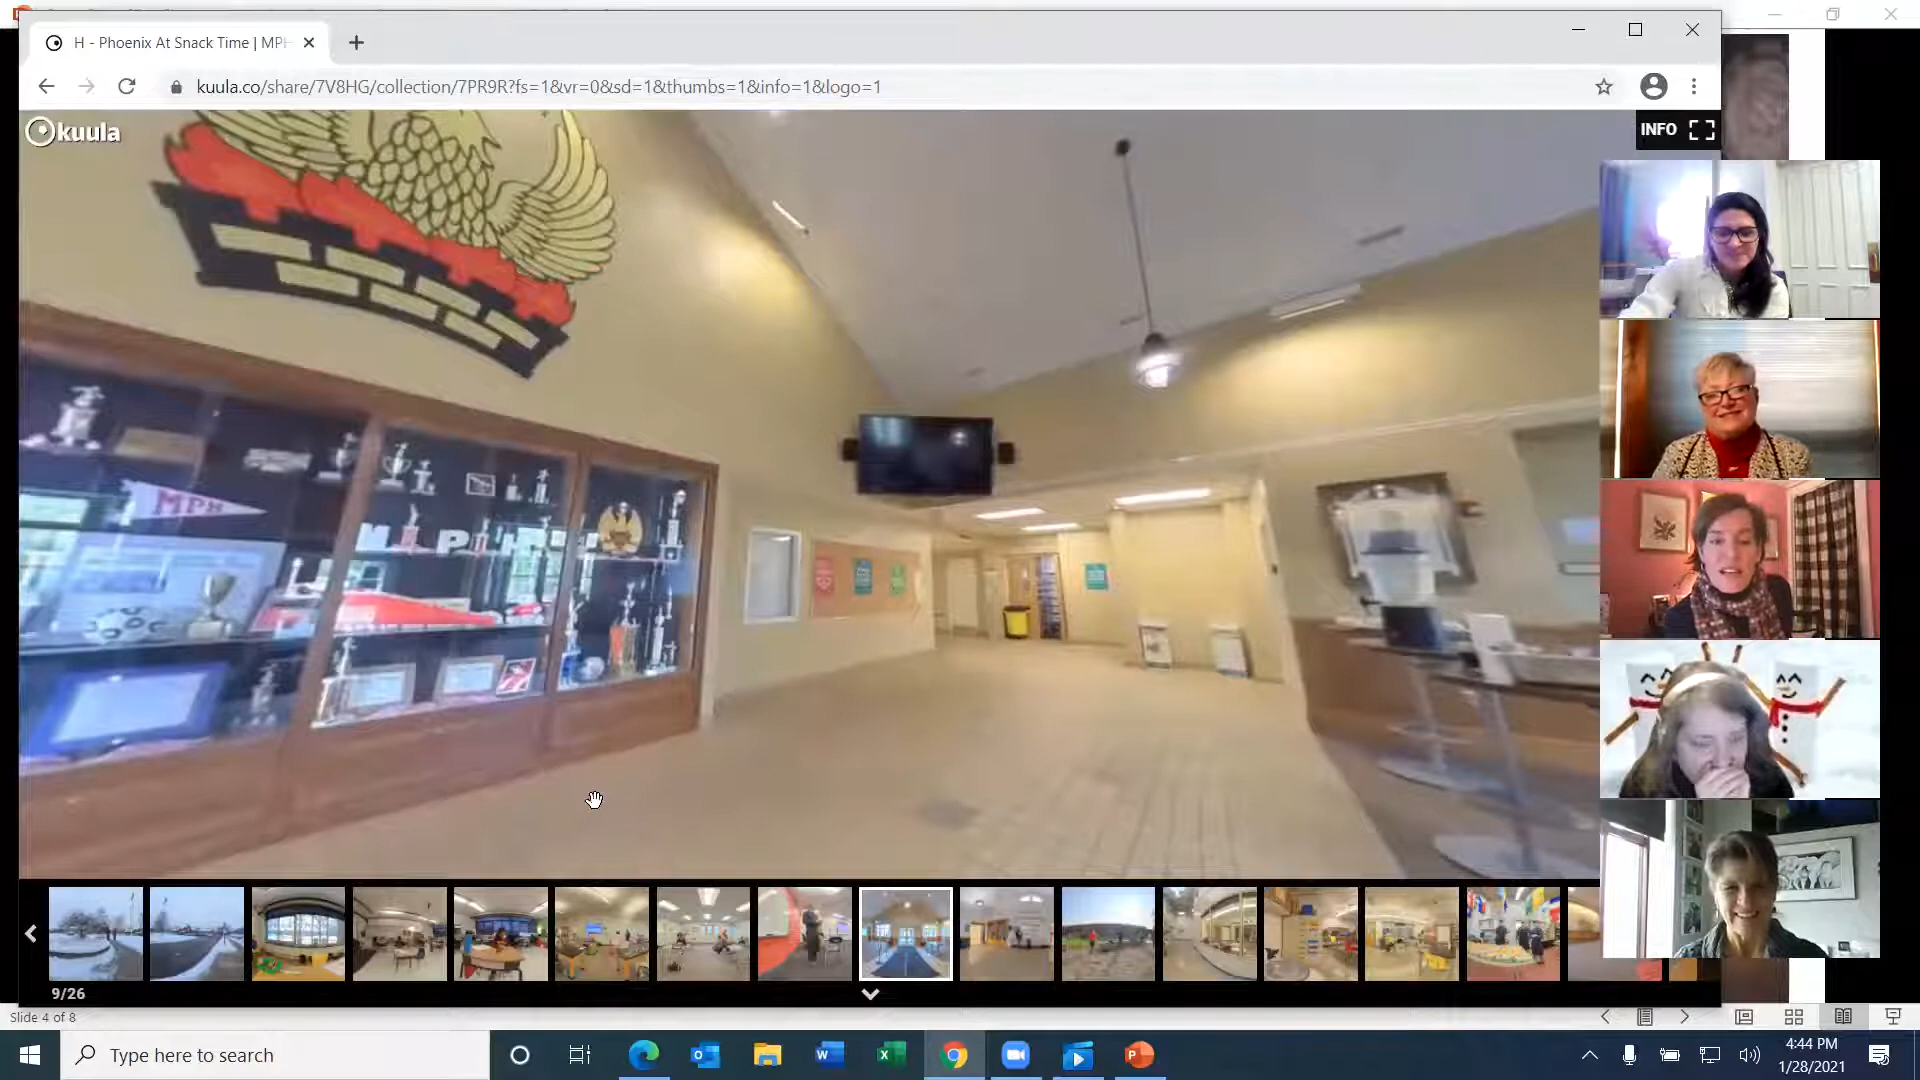 H - Phoenix At Snack Time | MPH
kuula.co/share/7V8HG/collection/7PR9R?fs=1&vr=0&sd=1&thumbs=1&info=1&logo=1
kuula
INFO
MPH
MPH
9/26
Slide 4 of 8
Type here to search
4:44 PM
1/28/2021